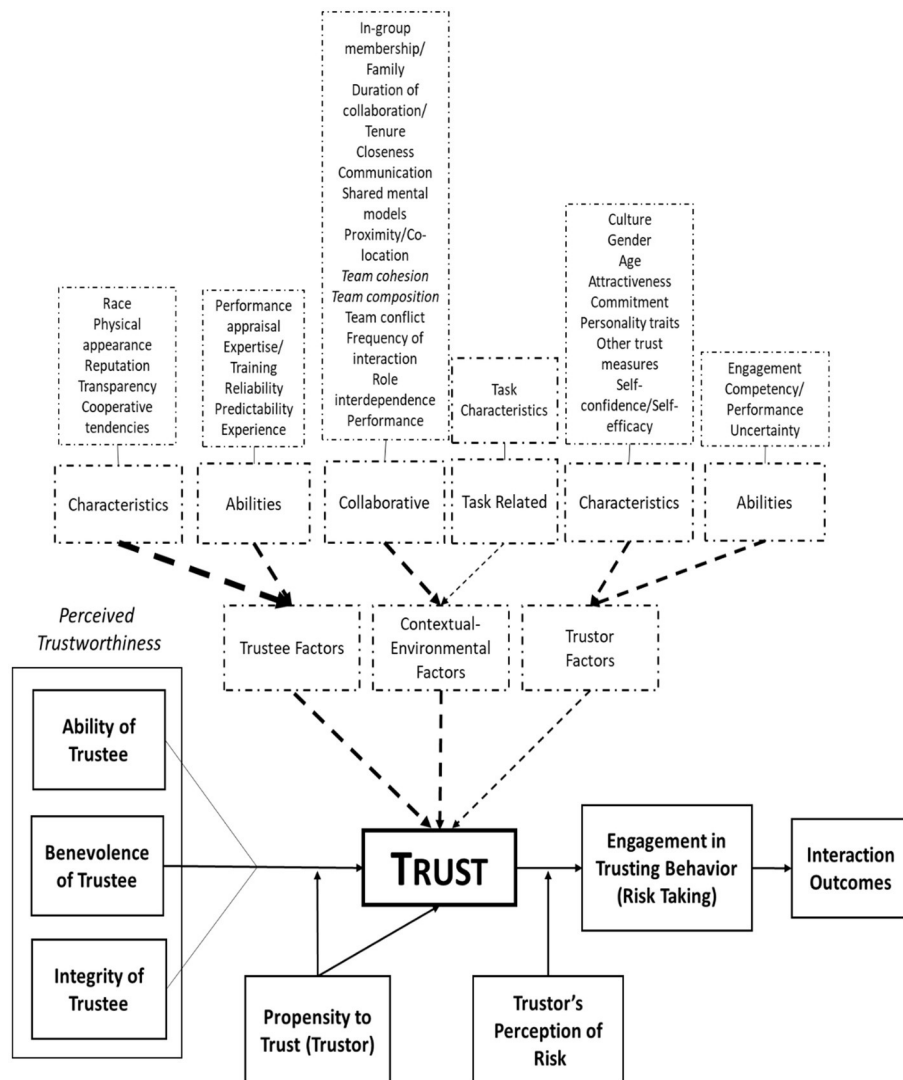 In-group
membership/
Family
Duration of
collaboration/
Tenure
Closeness
Communication
Shared mental
models
Proximity/Co-
location
Team cohesion
Team composition
Team conflict
Frequency of
interaction
Role
interdependence
Performance
Culture
Gender
Age
Attractiveness
Commitment
Personality traits
Other trust
measures
Self-
confidence/Self-
efficacy
Race
Physical
appearance
Reputation
Transparency
Cooperative
tendencies
Performance
appraisal
Expertise/
Training
Reliability
Predictability
Experience
Task
Characteristics
Engagement
Competency/
Performance
Uncertainty
Characteristics
Abilities
Collaborative
Task Related
Characteristics
Abilities
Perceived
Trustworthiness
Trustee Factors
Contextual-
Environmental
Factors
Trustor
Factors
Ability of
Trustee
Benevolence
of Trustee
Integrity of
Trustee
TRUST
Engagement in
Trusting Behavior
(Risk Taking)
Interaction
Outcomes
Propensity to
Trust (Trustor)
Trustor's
Perception of
Risk